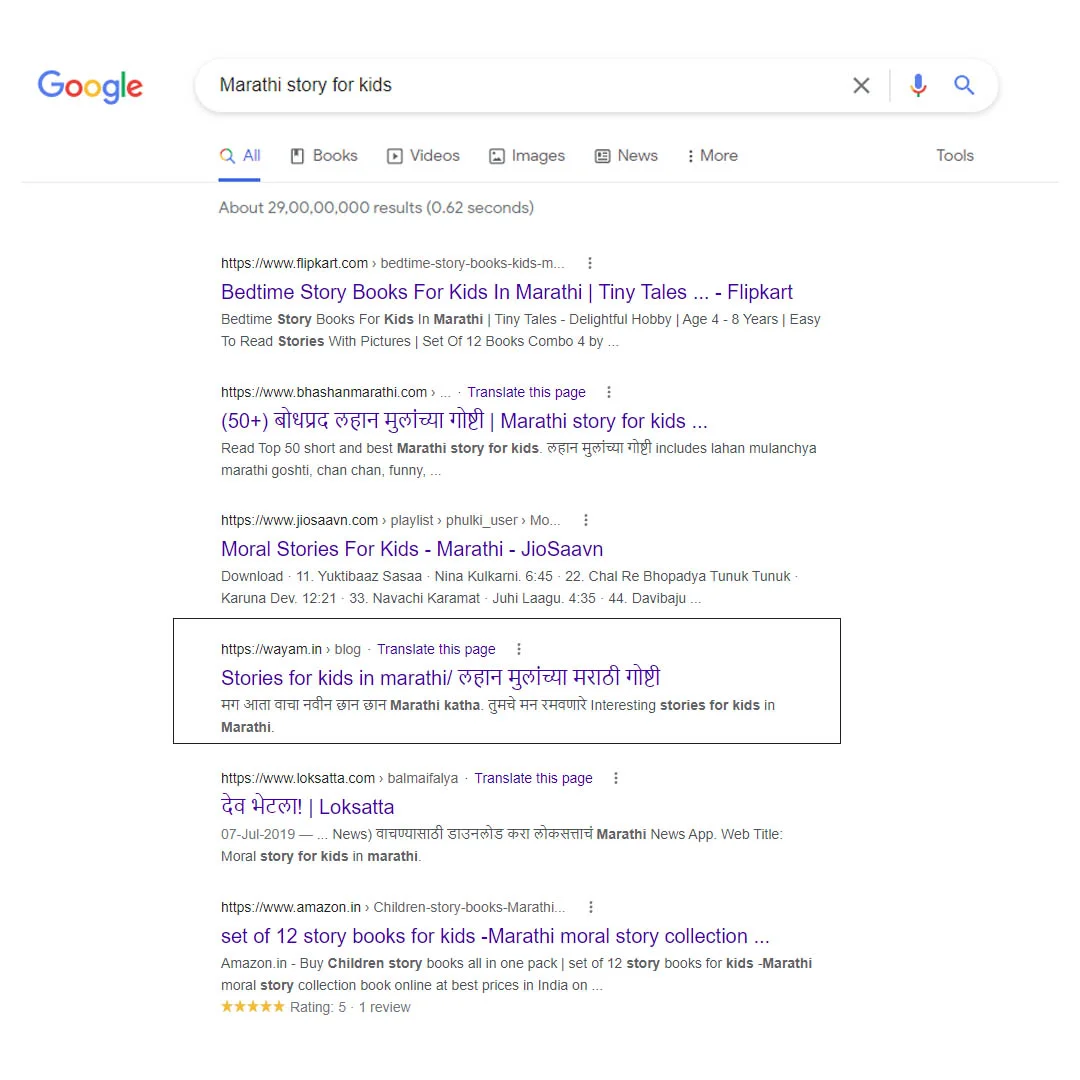 Google
Marathi story for kids
All Books Videos Images News More Tools
About 29,00,00,000 results (0.62 seconds)
https://www.flipkart.com › bedtime-story-books-kids-m...
Bedtime Story Books For Kids In Marathi | Tiny Tales ... - Flipkart
Bedtime Story Books For Kids In Marathi | Tiny Tales - Delightful Hobby | Age 4 - 8 Years | Easy
To Read Stories With Pictures | Set Of 12 Books Combo 4 by ...
https://www.bhashanmarathi.com › ... · Translate this page
(50+) बोधप्रद लहान मुलांच्या गोष्टी | Marathi story for kids ...
Read Top 50 short and best Marathi story for kids. लहान मुलांच्या गोष्टी includes lahan mulanchya
marathi goshti, chan chan, funny, ...
https://www.jiosaavn.com › playlist › phulki_user › Mo...
Moral Stories For Kids - Marathi - JioSaavn
Download · 11. Yuktibaaz Sasaa · Nina Kulkarni. 6:45 · 22. Chal Re Bhopadya Tunuk Tunuk ·
Karuna Dev. 12:21 · 33. Navachi Karamat · Juhi Laagu. 4:35 · 44. Davibaju ...
https://wayam.in › blog · Translate this page
Stories for kids in marathi/ लहान मुलांच्या मराठी गोष्टी
मग आता वाचा नवीन छान छान Marathi katha. तुमचे मन रमवणारे Interesting stories for kids in
Marathi.
https://www.loksatta.com › balmaifalya · Translate this page
देव भेटला! | Loksatta
07-Jul-2019 — ... News) वाचण्यासाठी डाउनलोड करा लोकसत्ताचं Marathi News App. Web Title:
Moral story for kids in marathi.
https://www.amazon.in › Children-story-books-Marathi...
set of 12 story books for kids -Marathi moral story collection ...
Amazon.in - Buy Children story books all in one pack | set of 12 story books for kids -Marathi
moral story collection book online at best prices in India on ...
★★★★★ Rating: 5 · 1 review